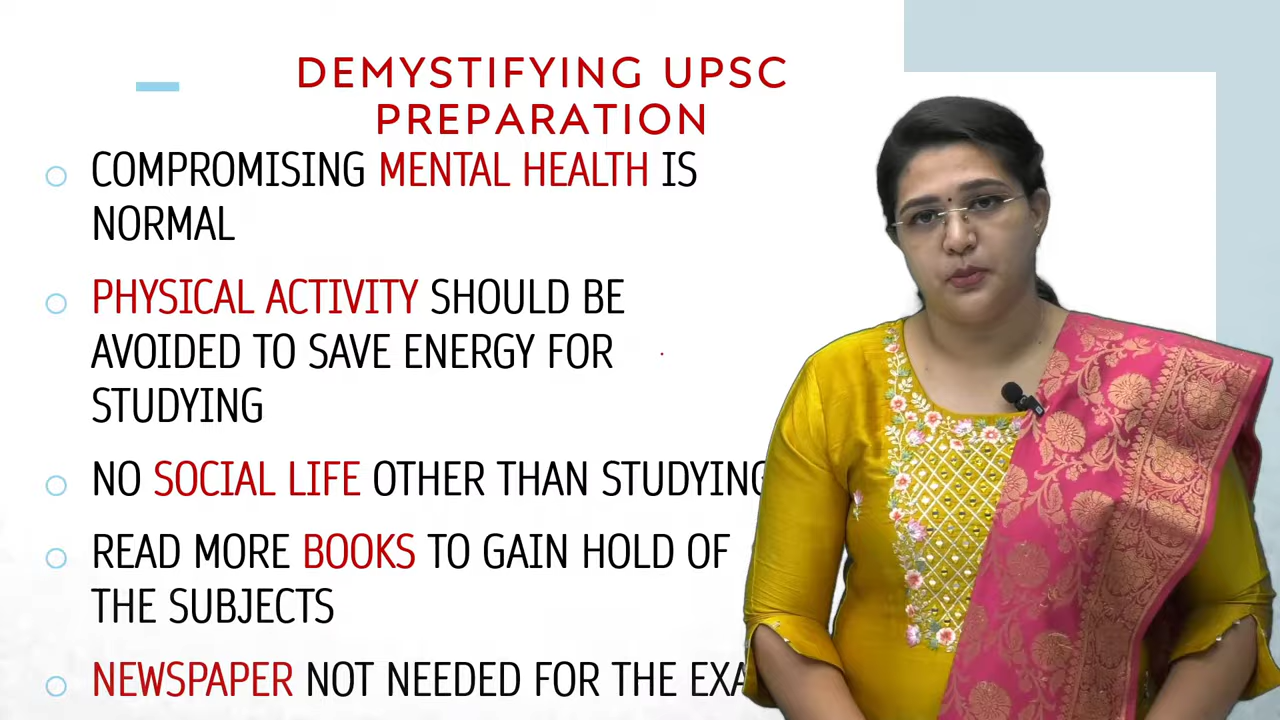 DEMYSTIFYING UPSC
PREPARATION
COMPROMISING MENTAL HEALTH IS
NORMAL
PHYSICAL ACTIVITY SHOULD BE
AVOIDED TO SAVE ENERGY FOR
STUDYING
NO SOCIAL LIFE OTHER THAN STUDYING
READ MORE BOOKS TO GAIN HOLD OF
THE SUBJECTS
NEWSPAPER NOT NEEDED FOR THE